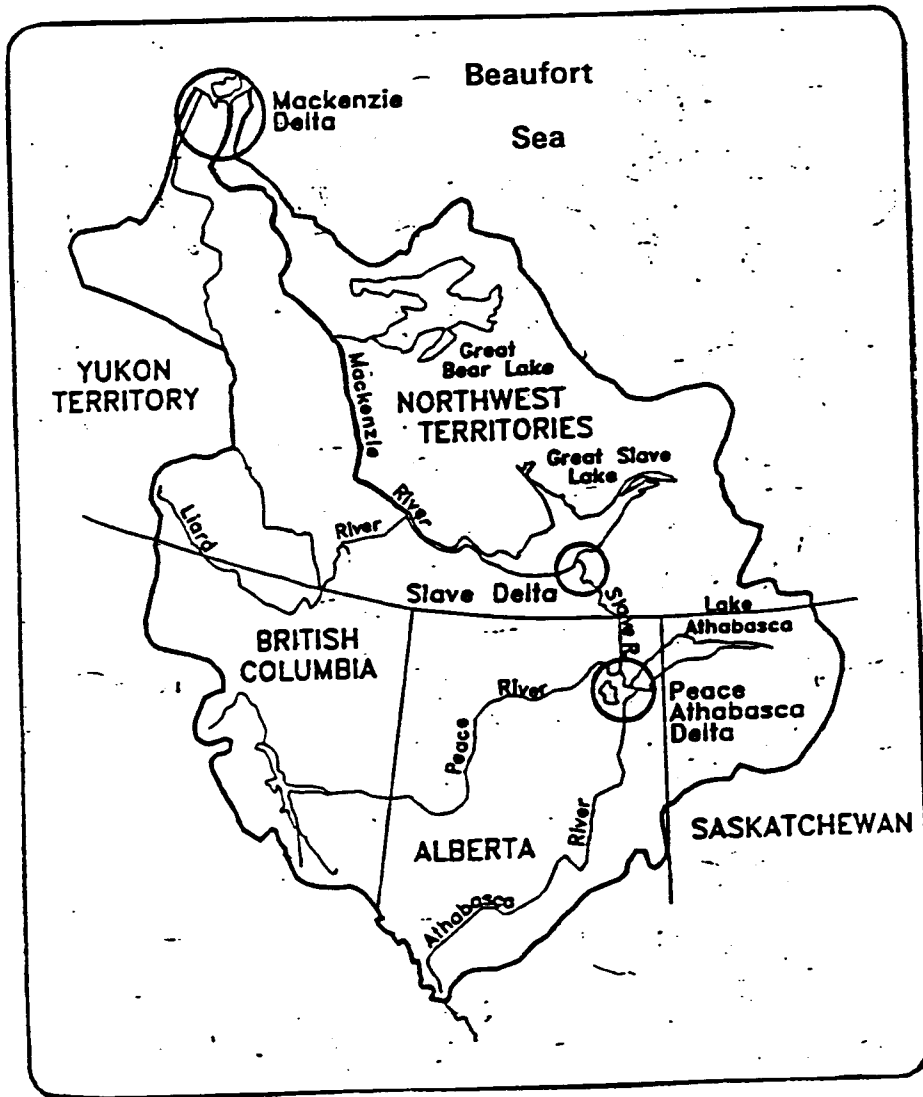 Beaufort
Sea
Mackenzie
Delta
Great
Bear Lake
YUKON
TERRITORY
Mackenzie
NORTHWEST
TERRITORIES
Great Slave
Lake
River
Liard
River
Slave Delta
Slave R.
Lake
Athabasca
BRITISH
COLUMBIA
River
Peace
Peace
Athabasca
Delta
River
ALBERTA
SASKATCHEWAN
Athabasca